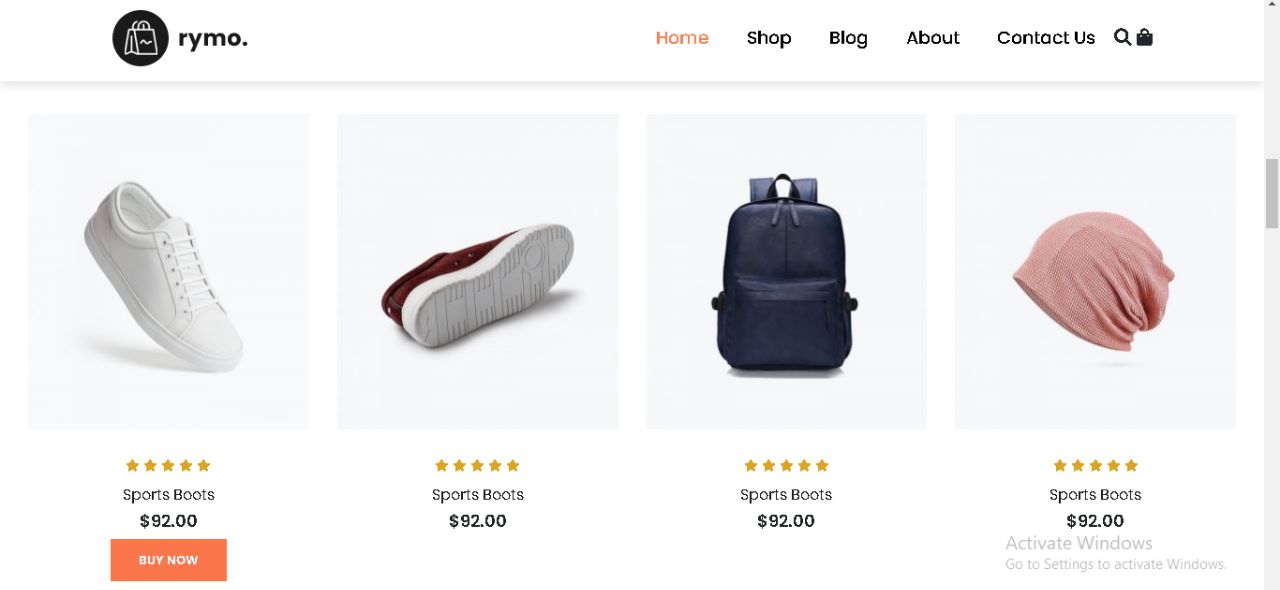 rymo.
Home Shop Blog About Contact Us
Sports Boots Sports Boots Sports Boots Sports Boots
$92.00 $92.00 $92.00 $92.00
BUY NOW
Activate Windows
Go to Settings to activate Windows.